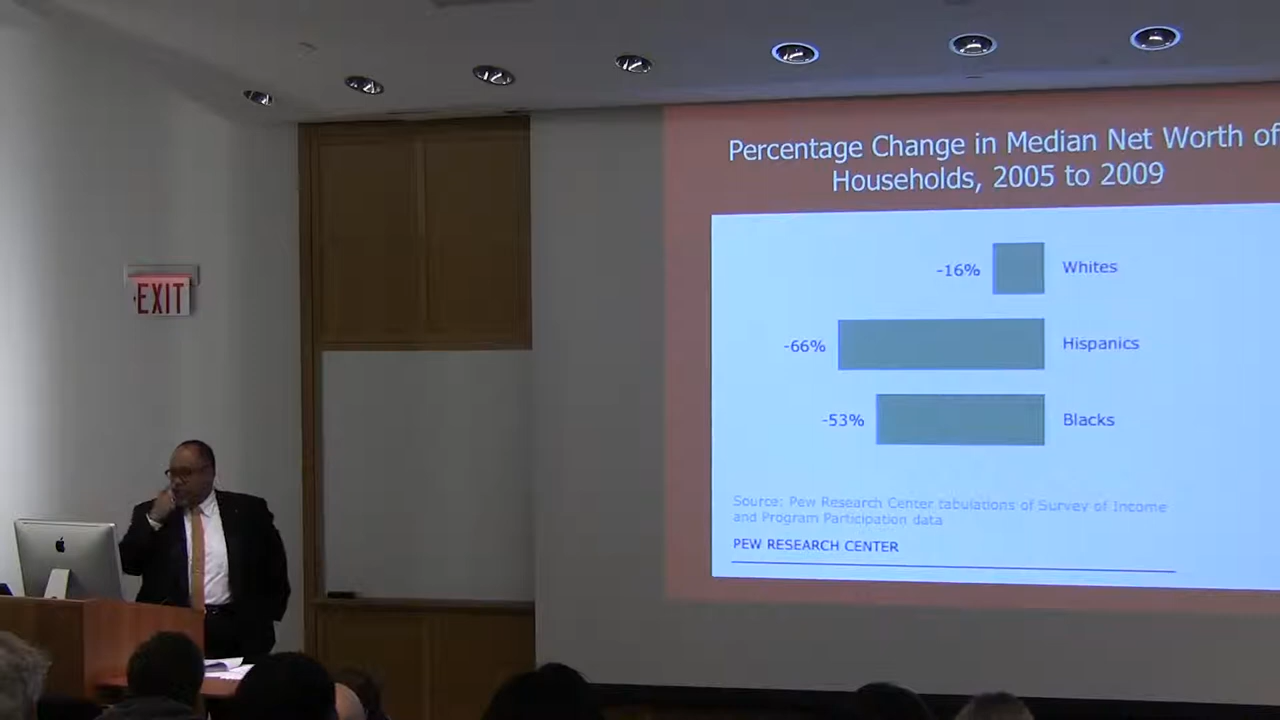 EXIT
Percentage Change in Median Net Worth of
Households, 2005 to 2009
-16% Whites
-66% Hispanics
-53% Blacks
Source: Pew Research Center tabulations of Survey of Income
and Program Participation data
PEW RESEARCH CENTER